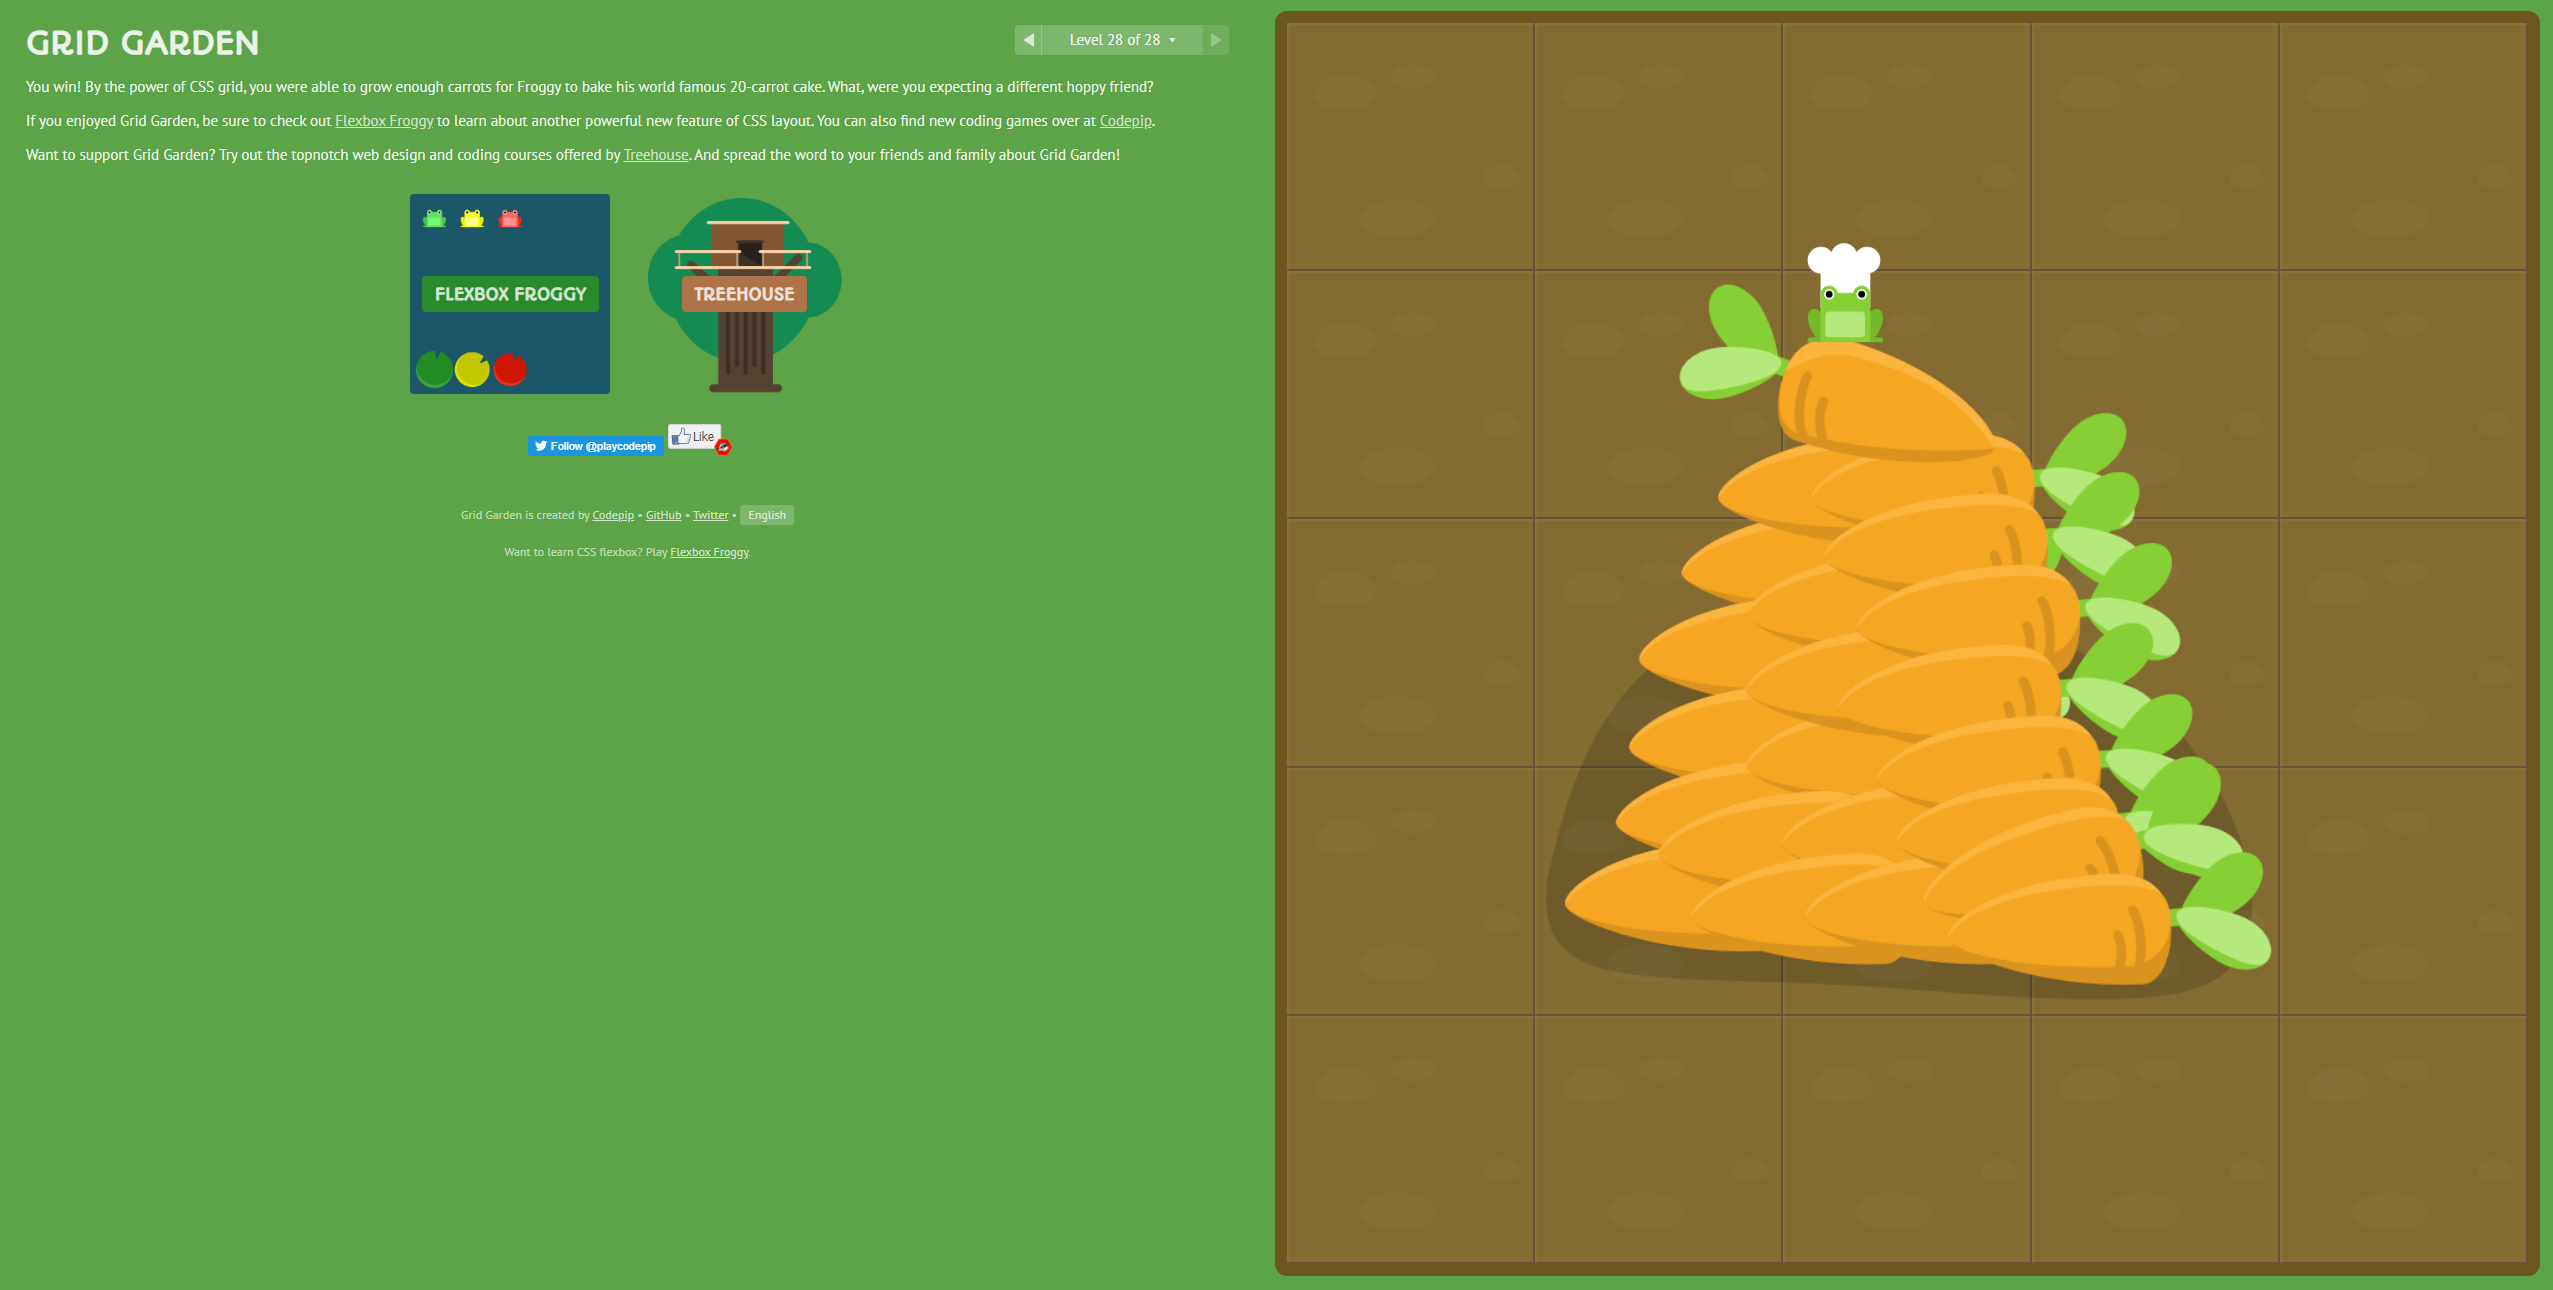 GRID GARDEN
Level 28 of 28
You win! By the power of CSS grid, you were able to grow enough carrots for Froggy to bake his world famous 20-carrot cake. What, were you expecting a different hoppy friend?
If you enjoyed Grid Garden, be sure to check out Flexbox Froggy to learn about another powerful new feature of CSS layout. You can also find new coding games over at Codepip.
Want to support Grid Garden? Try out the topnotch web design and coding courses offered by Treehouse. And spread the word to your friends and family about Grid Garden!
FLEXBOX FROGGY
TREEHOUSE
Follow @playcodepip
Like
Grid Garden is created by Codepip • GitHub • Twitter • English
Want to learn CSS flexbox? Play Flexbox Froggy.